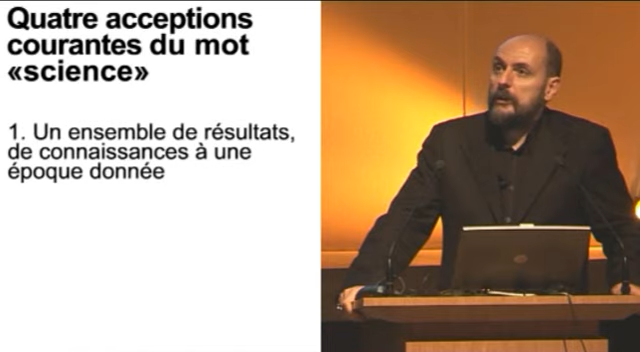 Quatre acceptions
courantes du mot
«science»
1. Un ensemble de résultats,
de connaissances à une
époque donnée